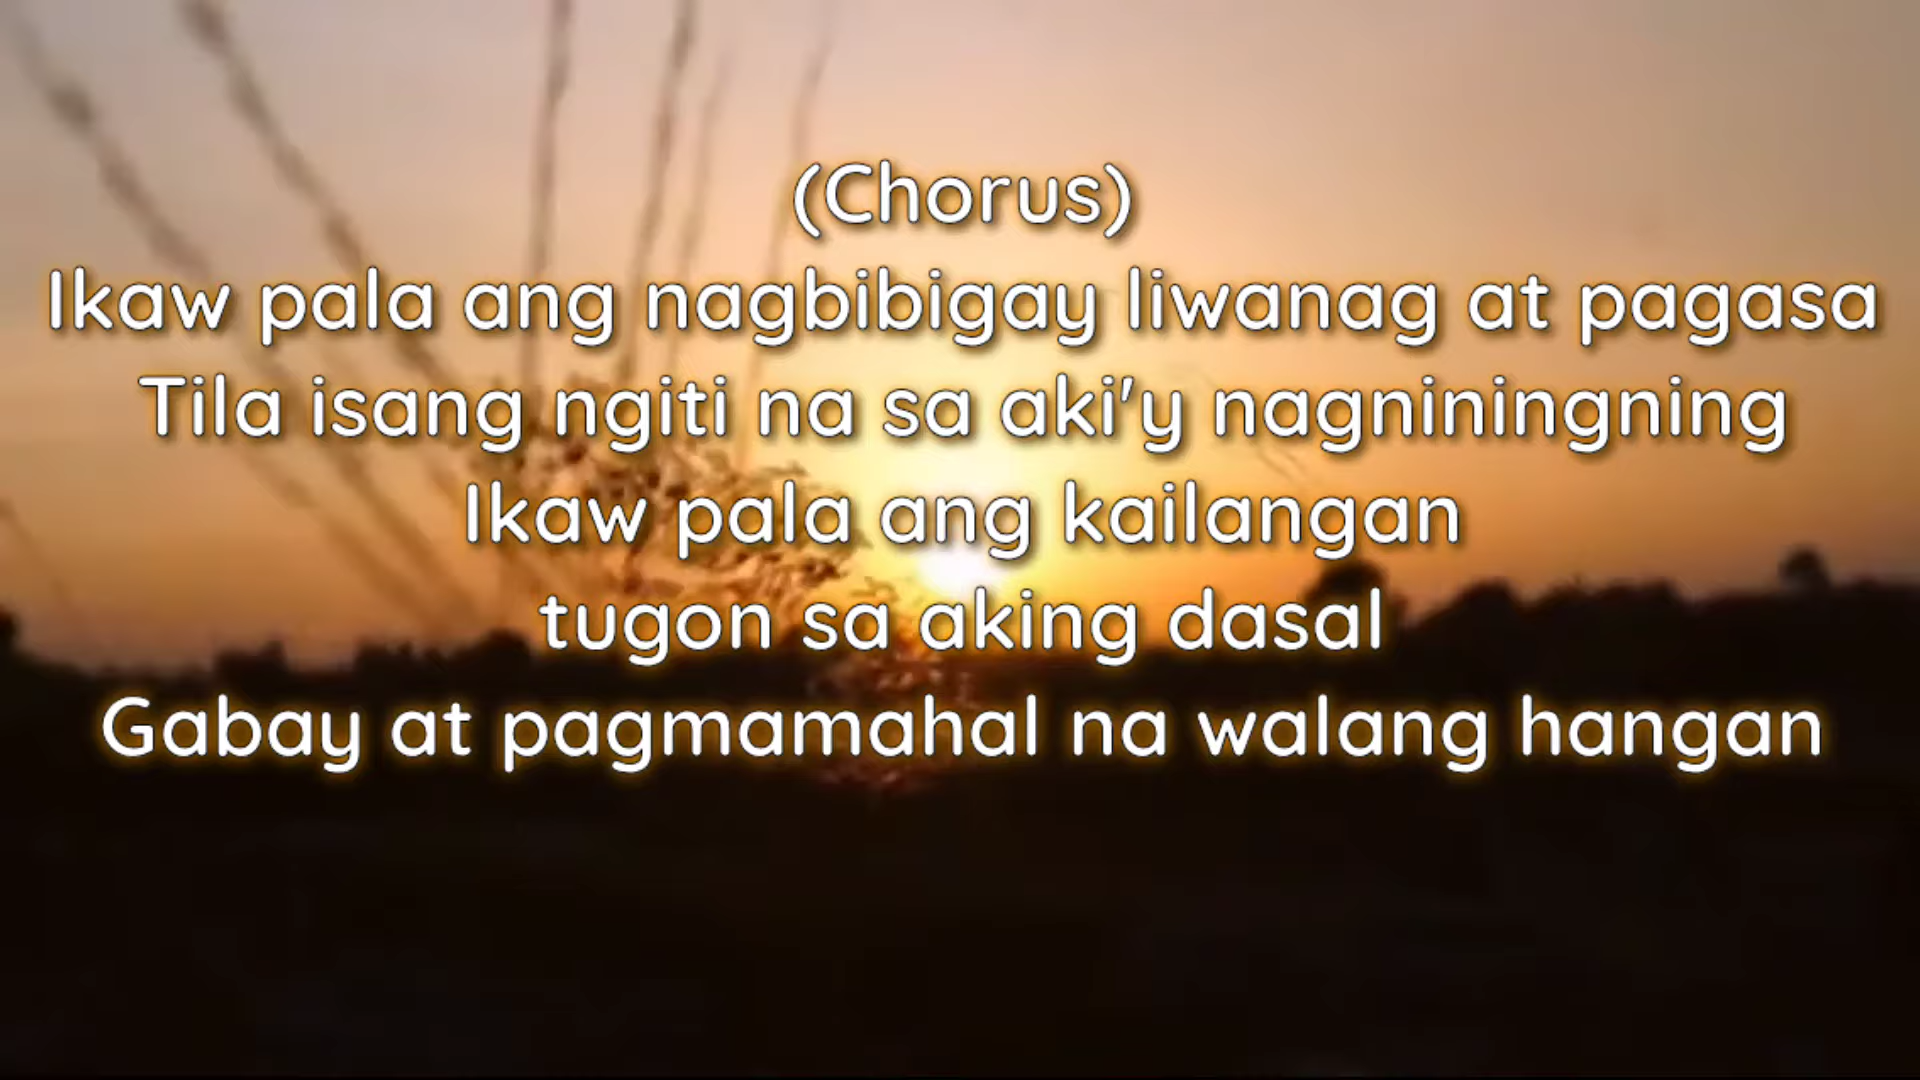 (Chorus)
Ikaw pala ang nagbibigay liwanag at pagasa
Tila isang ngiti na sa aki'y nagniningning
Ikaw pala ang kailangan
tugon sa aking dasal
Gabay at pagmamahal na walang hangan